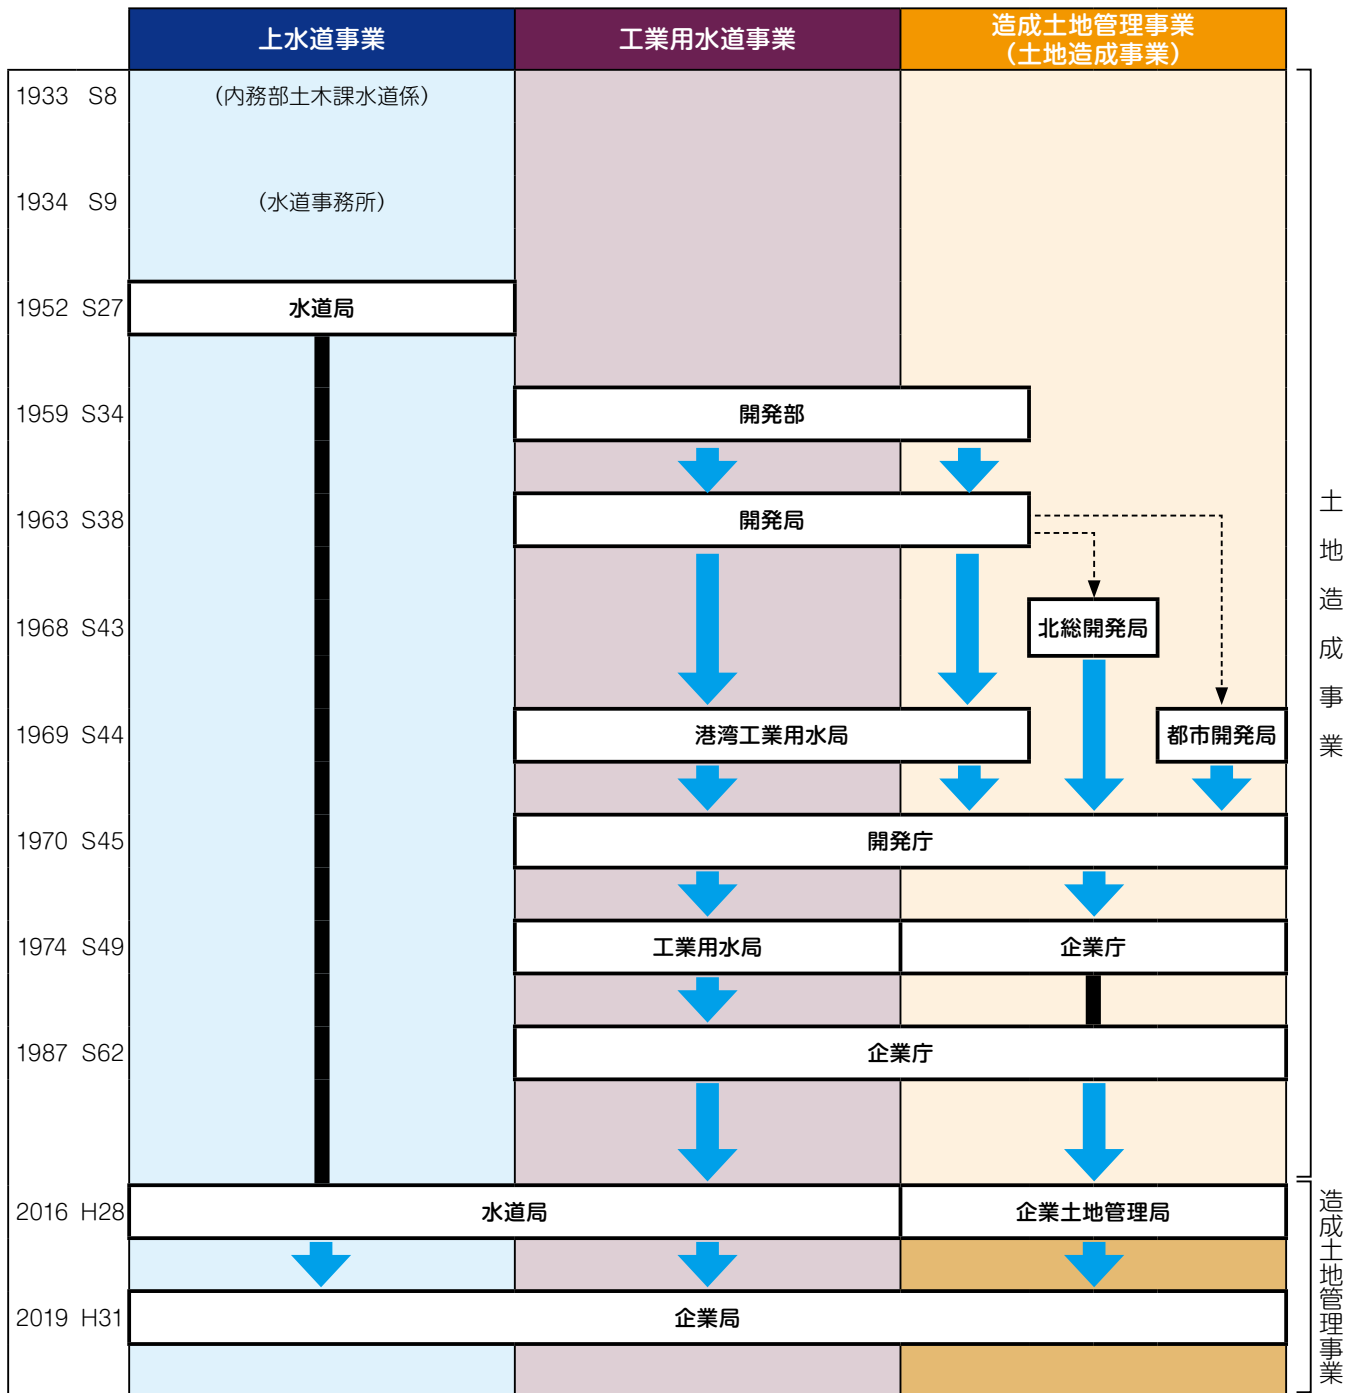 上水道事業
工業用水道事業
造成土地管理事業
（土地造成事業）
1933 S8
（内務部土木課水道係）
1934 S9
（水道事務所）
1952 S27
水道局
1959 S34
開発部
1963 S38
開発局
1968 S43
北総開発局
1969 S44
港湾工業用水局
都市開発局
1970 S45
開発庁
1974 S49
工業用水局
企業庁
1987 S62
企業庁
2016 H28
水道局
企業土地管理局
2019 H31
企業局
土地造成事業
造成土地管理事業